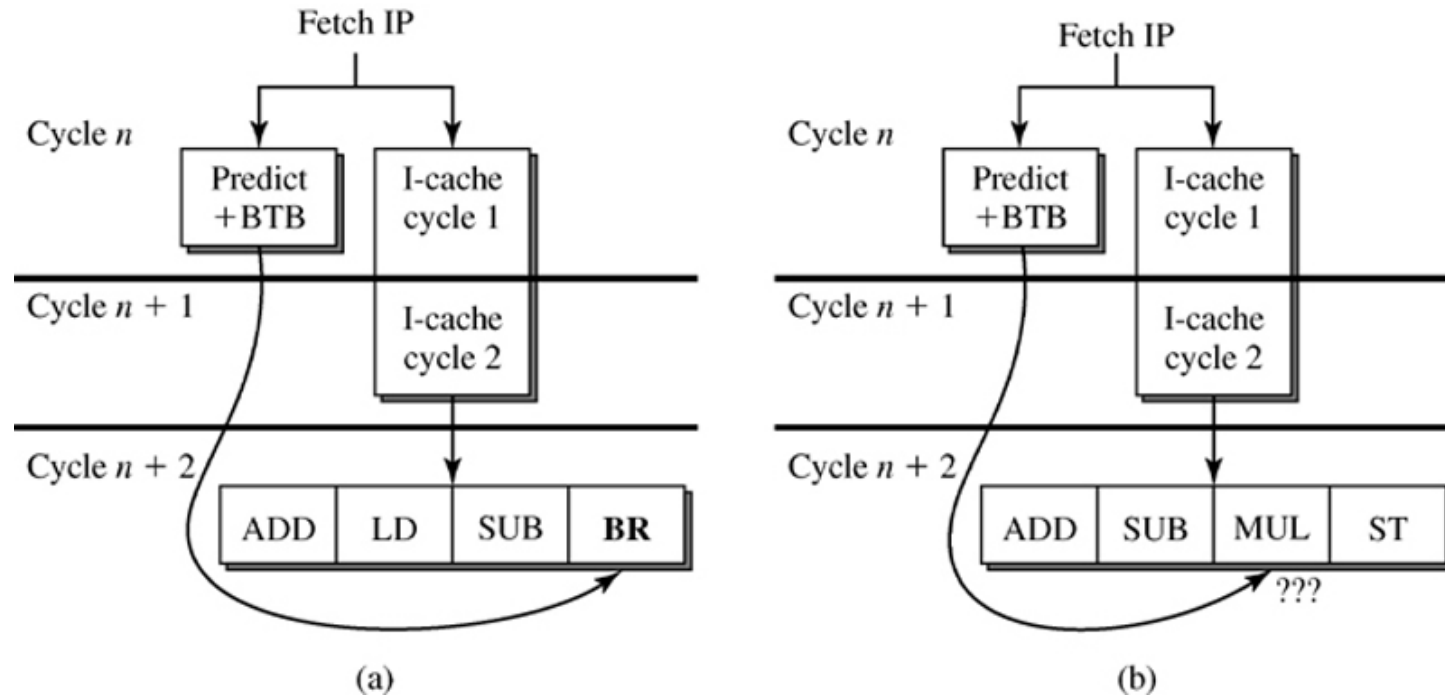 Fetch IP
Cycle n
Predict
+BTB
I-cache
cycle 1
Cycle n + 1
I-cache
cycle 2
Cycle n + 2
ADD LD SUB BR
(a)
Fetch IP
Cycle n
Predict
+BTB
I-cache
cycle 1
Cycle n + 1
I-cache
cycle 2
Cycle n + 2
ADD SUB MUL ST
???
(b)